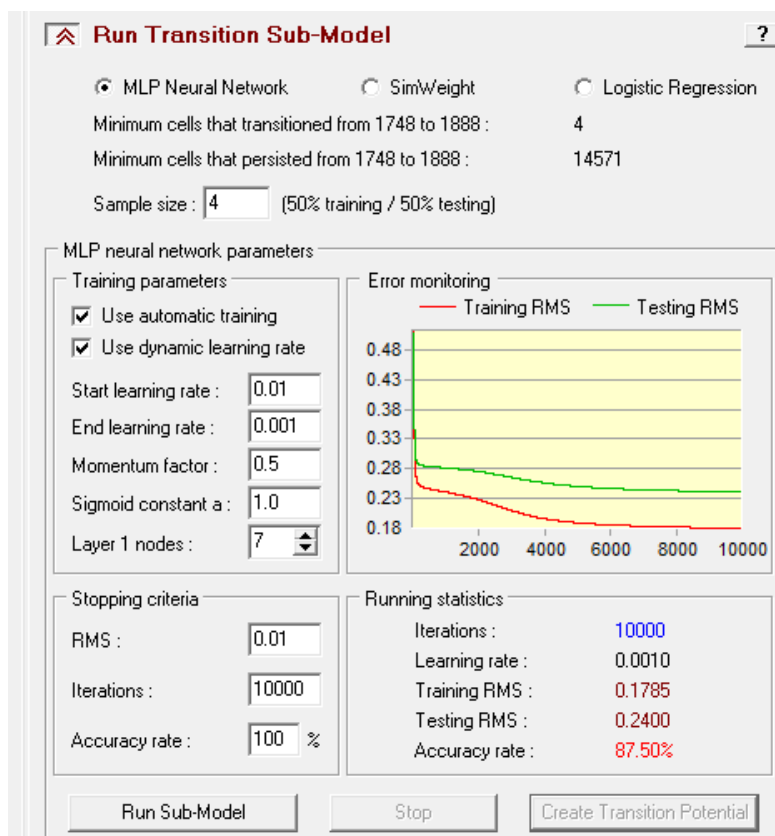 Run Transition Sub-Model
?
MLP Neural Network SimWeight Logistic Regression
Minimum cells that transitioned from 1748 to 1888 : 4
Minimum cells that persisted from 1748 to 1888 : 14571
Sample size : 4 (50% training / 50% testing)
MLP neural network parameters
Training parameters
Use automatic training
Use dynamic learning rate
Start learning rate : 0.01
End learning rate : 0.001
Momentum factor : 0.5
Sigmoid constant a : 1.0
Layer 1 nodes : 7
Error monitoring
Training RMS Testing RMS
0.48
0.43
0.38
0.33
0.28
0.23
0.18
2000 4000 6000 8000 10000
Stopping criteria
RMS : 0.01
Iterations : 10000
Accuracy rate : 100 %
Running statistics
Iterations : 10000
Learning rate : 0.0010
Training RMS : 0.1785
Testing RMS : 0.2400
Accuracy rate : 87.50%
Run Sub-Model Stop Create Transition Potential